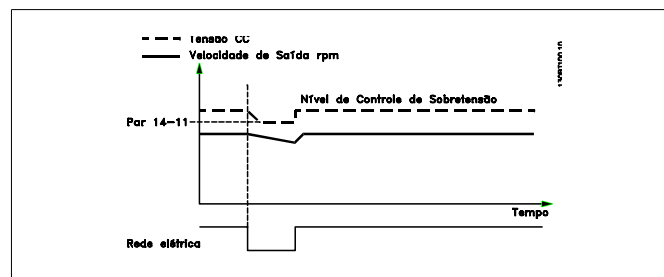 Tensão CC
Velocidade de Saída rpm
Nível de Controle de Sobretensão
Par 14-11
Tempo
Rede elétrica